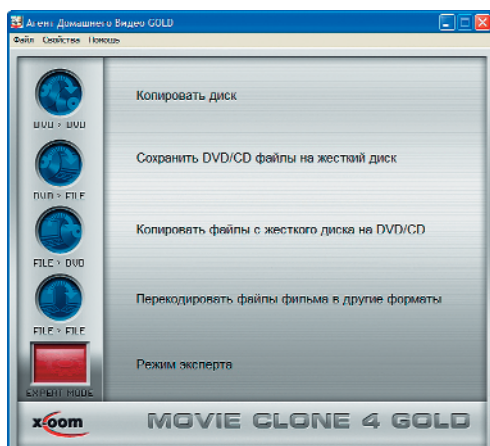 Агент Домашнего Видео GOLD
Файл Свойства Помощь
Копировать диск
DVD > DVD
Сохранить DVD/CD файлы на жесткий диск
DVD > FILE
Копировать файлы с жесткого диска на DVD/CD
FILE > DVD
Перекодировать файлы фильма в другие форматы
FILE > FILE
Режим эксперта
EXPERT MODE
x-oom MOVIE CLONE 4 GOLD